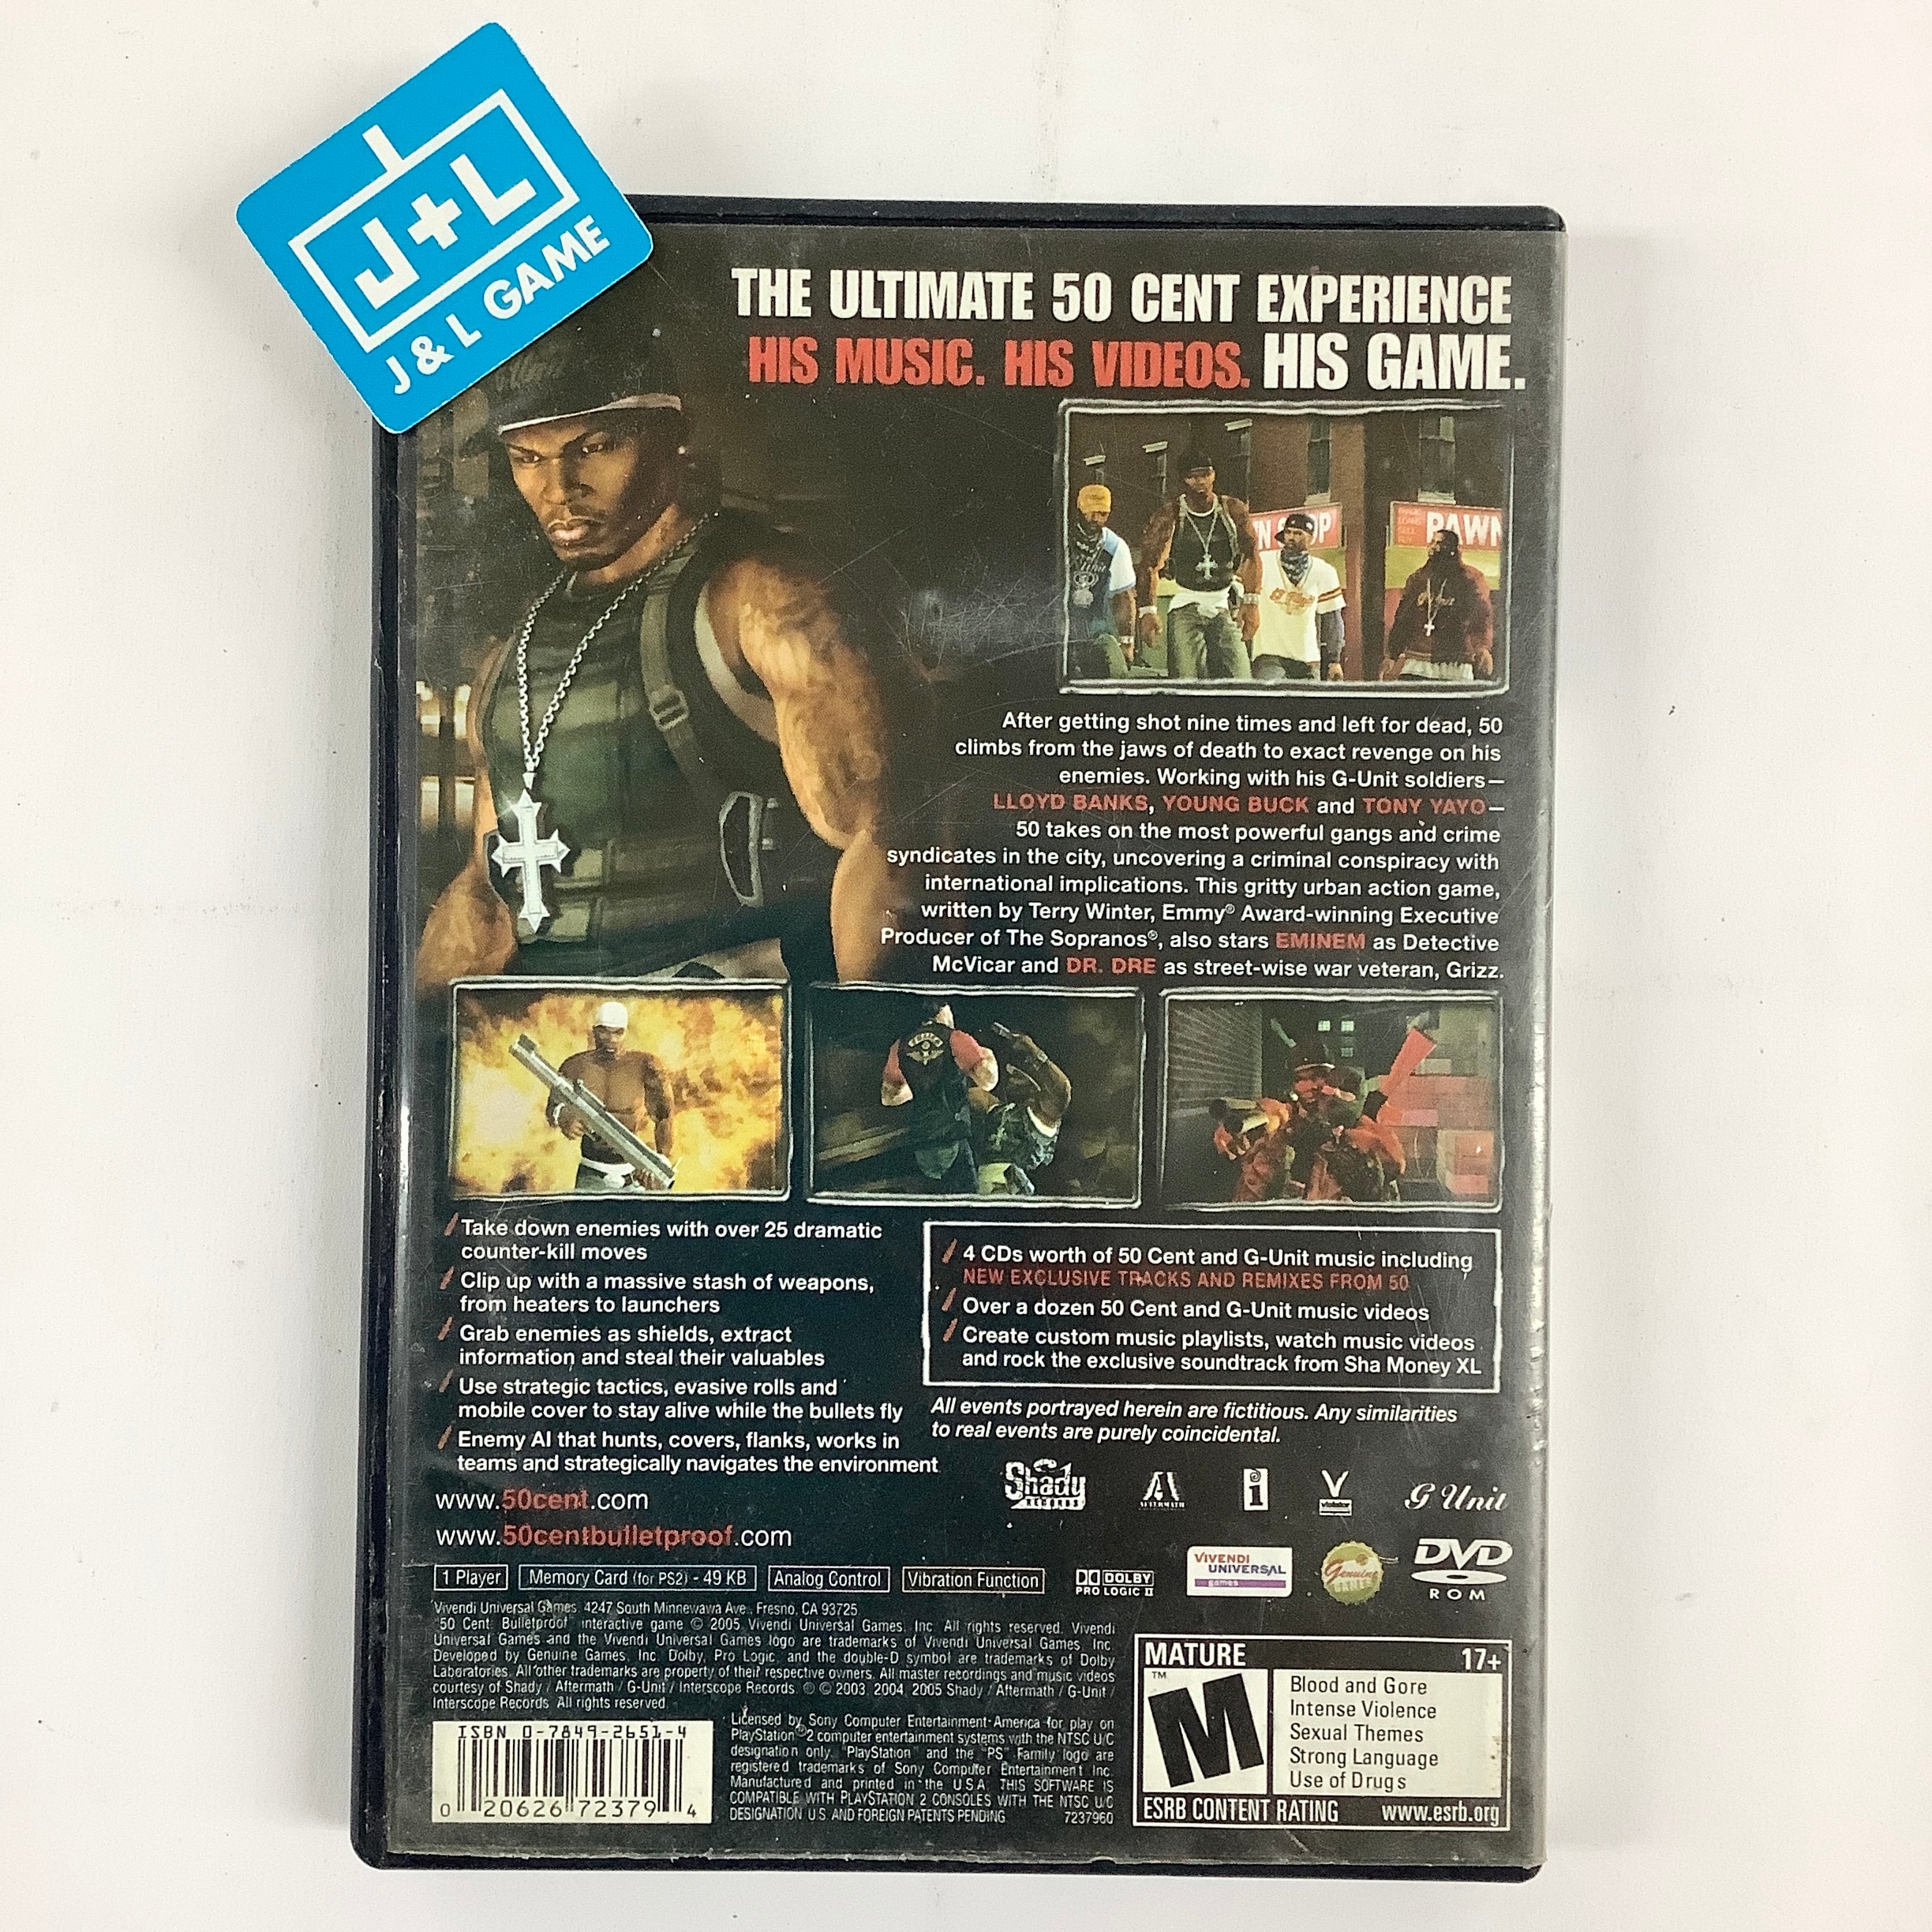 J+L
J & L GAME
THE ULTIMATE 50 CENT EXPERIENCE
HIS MUSIC. HIS VIDEOS. HIS GAME.
N SHOP
PAWN
After getting shot nine times and left for dead, 50
climbs from the jaws of death to exact revenge on his
enemies. Working with his G-Unit soldiers—
LLOYD BANKS, YOUNG BUCK and TONY YAYO—
50 takes on the most powerful gangs and crime
syndicates in the city, uncovering a criminal conspiracy with
international implications. This gritty urban action game,
written by Terry Winter, Emmy® Award-winning Executive
Producer of The Sopranos®, also stars EMINEM as Detective
McVicar and DR. DRE as street-wise war veteran, Grizz.
Take down enemies with over 25 dramatic
counter-kill moves
Clip up with a massive stash of weapons,
from heaters to launchers
Grab enemies as shields, extract
information and steal their valuables
Use strategic tactics, evasive rolls and
mobile cover to stay alive while the bullets fly
Enemy AI that hunts, covers, flanks, works in
teams and strategically navigates the environment
4 CDs worth of 50 Cent and G-Unit music including
NEW EXCLUSIVE TRACKS AND REMIXES FROM 50
Over a dozen 50 Cent and G-Unit music videos
Create custom music playlists, watch music videos
and rock the exclusive soundtrack from Sha Money XL
All events portrayed herein are fictitious. Any similarities
to real events are purely coincidental.
www.50cent.com
www.50centbulletproof.com
Shady RECORDS
AFTERMATH
i
V violator
G Unit
1 Player
Memory Card (for PS2) - 49 KB
Analog Control
Vibration Function
DOLBY
PRO LOGIC II
VIVENDI
UNIVERSAL
games
Genuine
GAMES
DVD
ROM
Vivendi Universal Games, 4247 South Minnewawa Ave., Fresno, CA 93725
"50 Cent: Bulletproof" interactive game © 2005 Vivendi Universal Games, Inc. All rights reserved. Vivendi
Universal Games and the Vivendi Universal Games logo are trademarks of Vivendi Universal Games, Inc.
Developed by Genuine Games, Inc. Dolby, Pro Logic, and the double-D symbol are trademarks of Dolby
Laboratories. All other trademarks are property of their respective owners. All master recordings and music videos
courtesy of Shady / Aftermath / G-Unit / Interscope Records. ℗ © 2003, 2004, 2005 Shady / Aftermath / G-Unit /
Interscope Records. All rights reserved.
ISBN 0-7849-2651-4
0 20626 72379 4
Licensed by Sony Computer Entertainment America for play on
PlayStation®2 computer entertainment systems with the NTSC U/C
designation only. "PlayStation" and the "PS" Family logo are
registered trademarks of Sony Computer Entertainment Inc.
Manufactured and printed in the U.S.A. THIS SOFTWARE IS
COMPATIBLE WITH PLAYSTATION 2 CONSOLES WITH THE NTSC U/C
DESIGNATION. U.S. AND FOREIGN PATENTS PENDING.
7237960
MATURE 17+
M
TM
Blood and Gore
Intense Violence
Sexual Themes
Strong Language
Use of Drugs
ESRB CONTENT RATING www.esrb.org